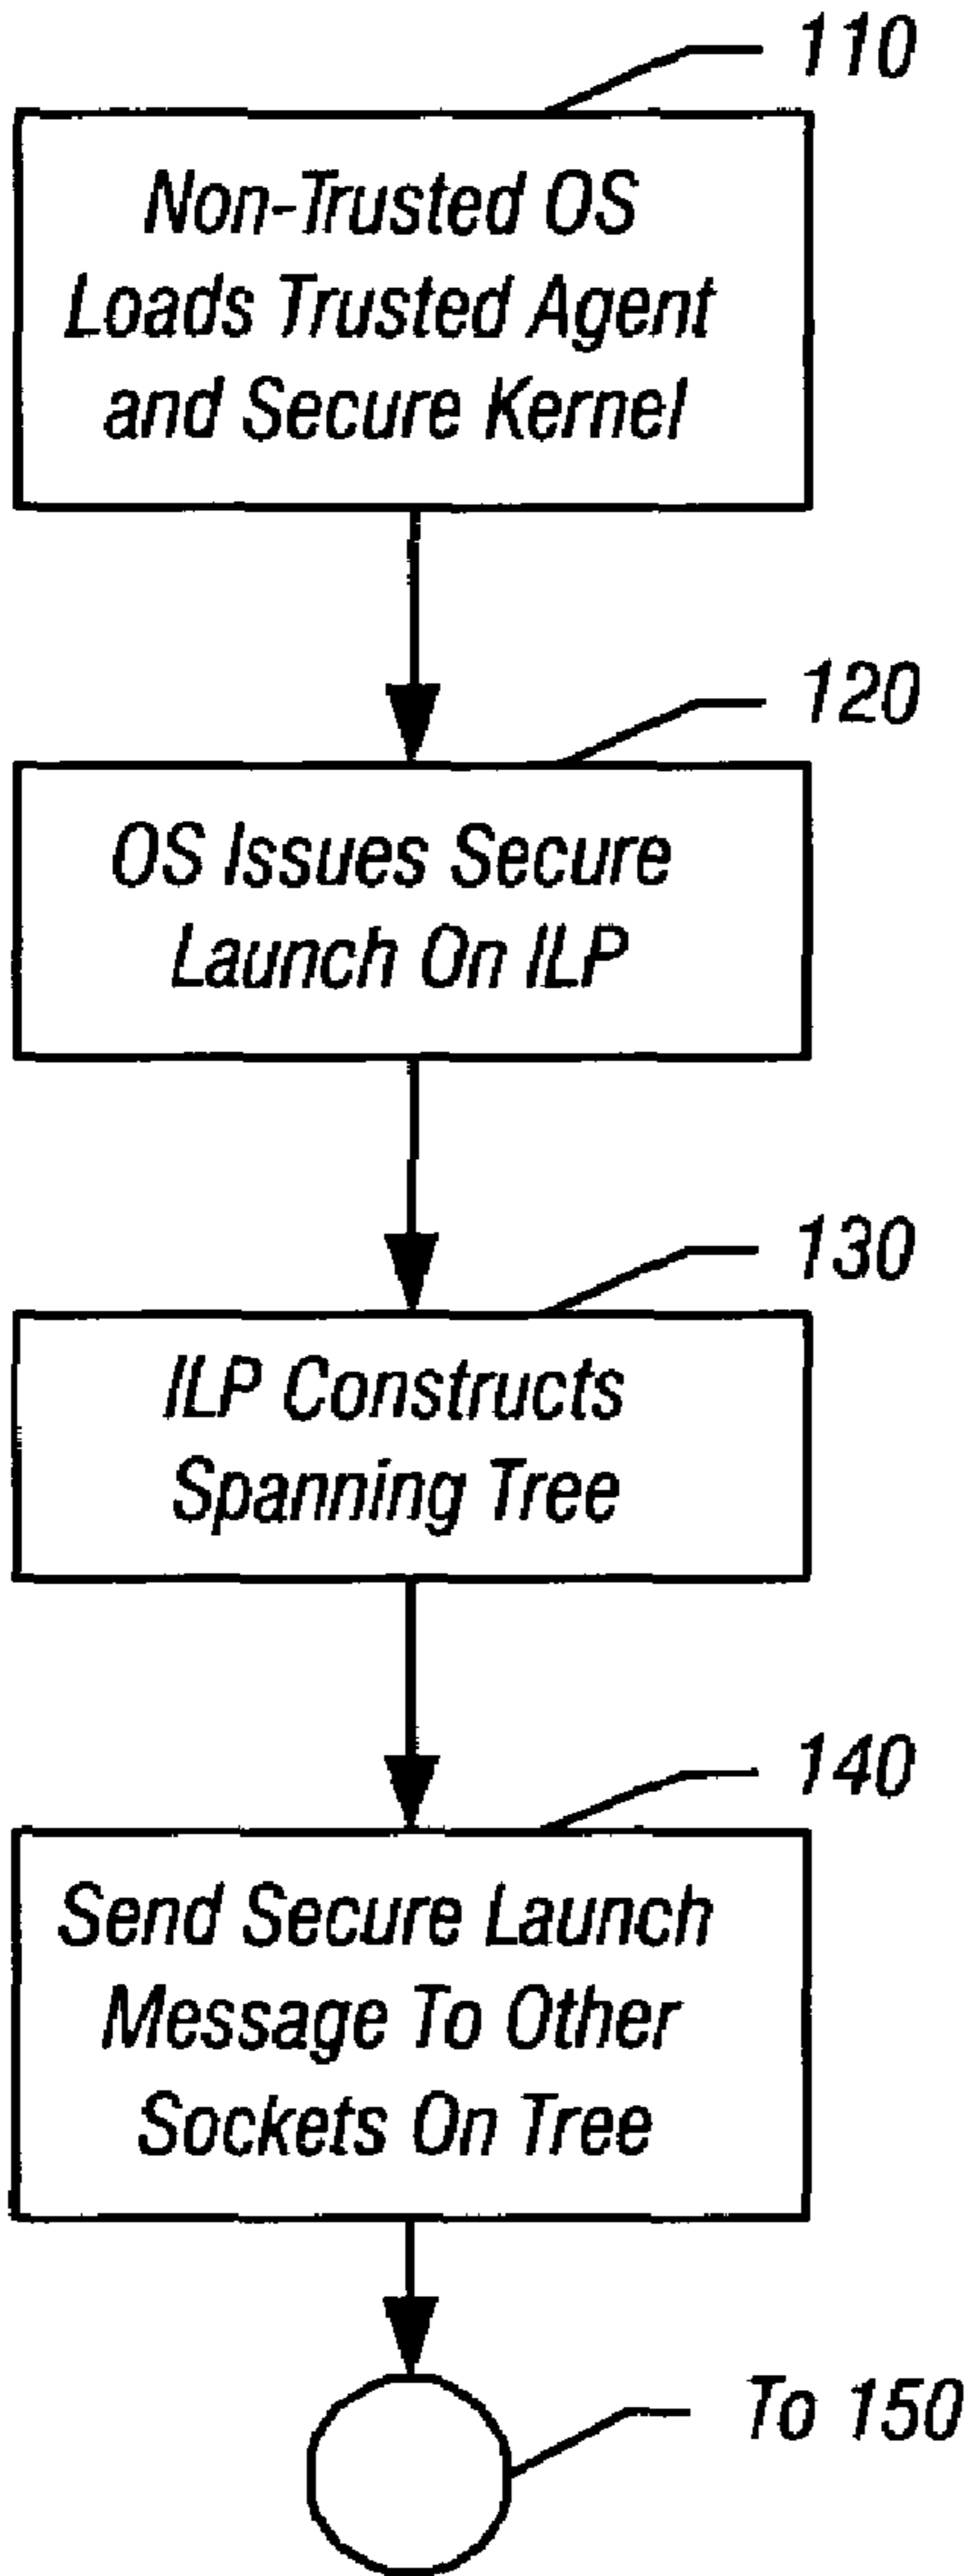 110
Non-Trusted OS
Loads Trusted Agent
and Secure Kernel
120
OS Issues Secure
Launch On ILP
130
ILP Constructs
Spanning Tree
140
Send Secure Launch
Message To Other
Sockets On Tree
To 150